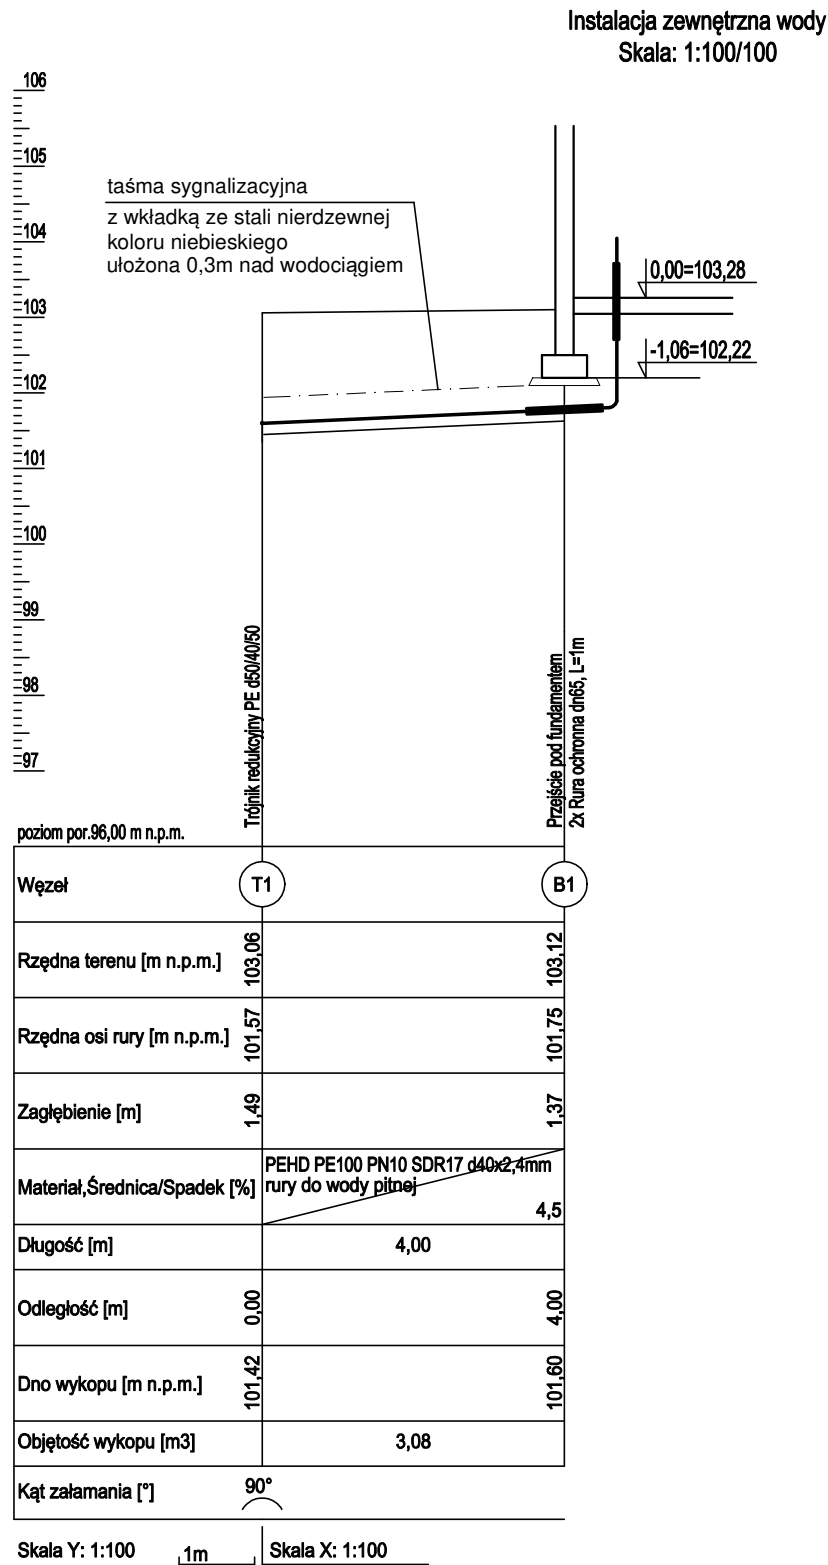 Instalacja zewnętrzna wody
Skala: 1:100/100
106
105
104
103
102
101
100
99
98
97
taśma sygnalizacyjna
z wkładką ze stali nierdzewnej
koloru niebieskiego
ułożona 0,3m nad wodociągiem
0,00=103,28
-1,06=102,22
Trójnik redukcyjny PE d50/40/50
Przejście pod fundamentem
2x Rura ochronna dn65, L=1m
poziom por.96,00 m n.p.m.
Węzeł T1 B1
Rzędna terenu [m n.p.m.] 103,06 103,12
Rzędna osi rury [m n.p.m.] 101,57 101,75
Zagłębienie [m] 1,49 1,37
PEHD PE100 PN10 SDR17 d40x2,4mm
Materiał,Średnica/Spadek [%] rury do wody pitnej
4,5
Długość [m] 4,00
Odległość [m] 0,00 4,00
Dno wykopu [m n.p.m.] 101,42 101,60
Objętość wykopu [m3] 3,08
Kąt załamania [°] 90°
Skala Y: 1:100 1m Skala X: 1:100